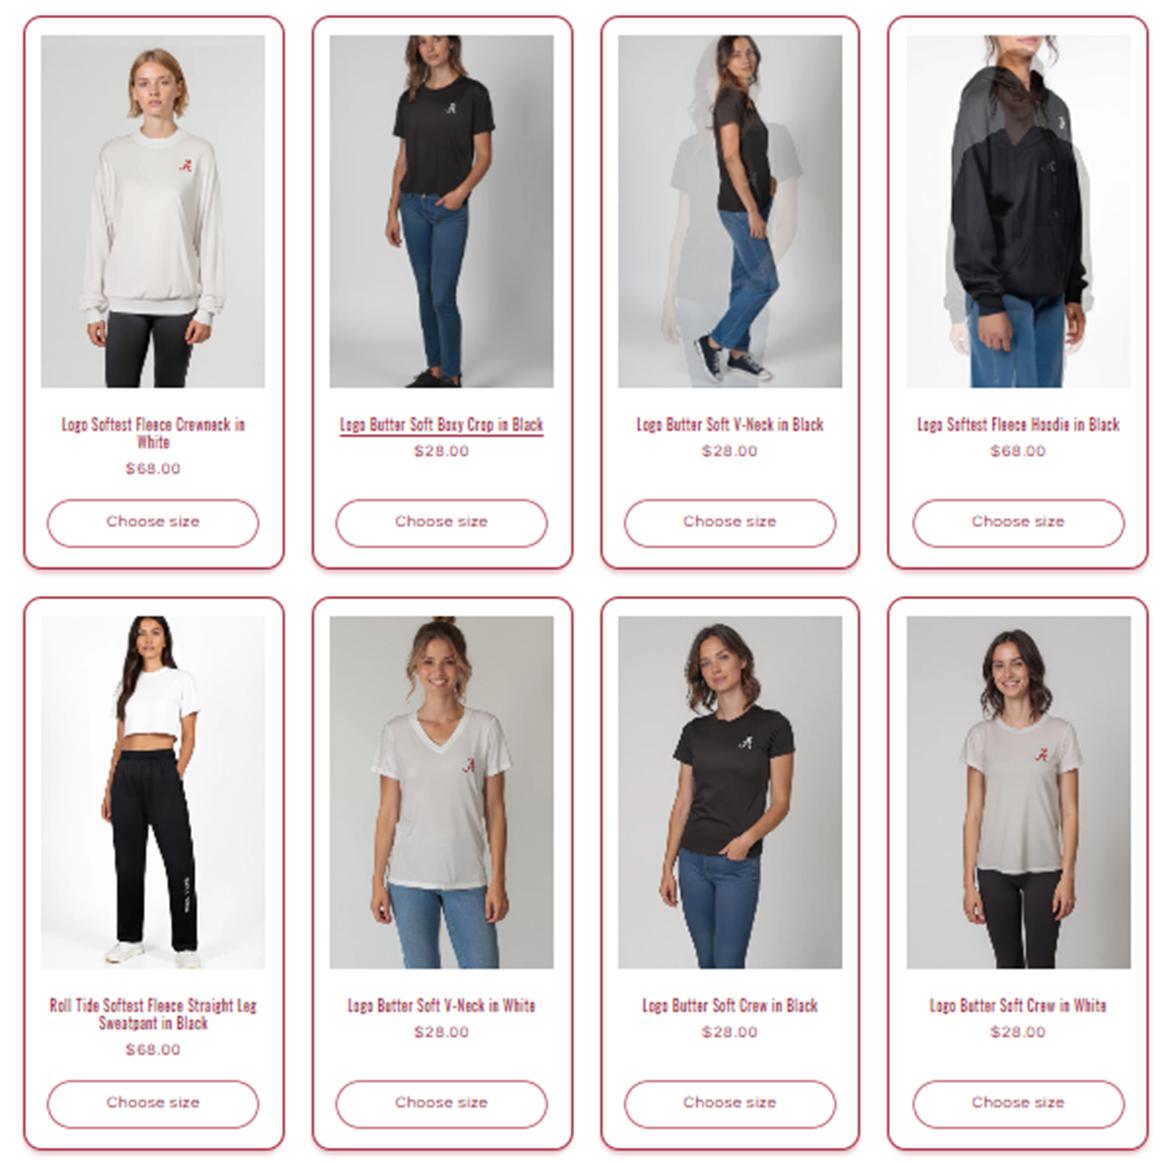 Logo Softest Fleece Crewneck in
White
$68.00
Choose size
Logo Butter Soft Boxy Crop in Black
$28.00
Choose size
Logo Butter Soft V-Neck in Black
$28.00
Choose size
Logo Softest Fleece Hoodie in Black
$68.00
Choose size
Roll Tide Softest Fleece Straight Leg
Sweatpant in Black
$68.00
Choose size
Logo Butter Soft V-Neck in White
$28.00
Choose size
Logo Butter Soft Crew in Black
$28.00
Choose size
Logo Butter Soft Crew in White
$28.00
Choose size